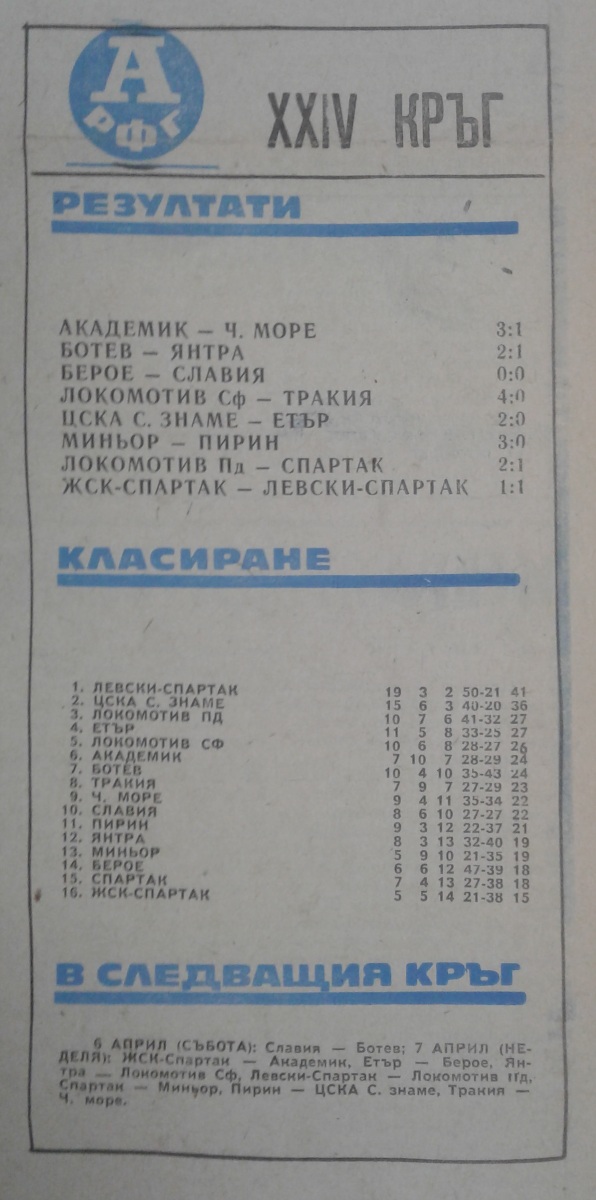 А
РФГ
XXIV КРЪГ
РЕЗУЛТАТИ
АКАДЕМИК — Ч. МОРЕ 3:1
БОТЕВ — ЯНТРА 2:1
БЕРОЕ — СЛАВИЯ 0:0
ЛОКОМОТИВ Сф — ТРАКИЯ 4:0
ЦСКА С. ЗНАМЕ — ЕТЪР 2:0
МИНЬОР — ПИРИН 3:0
ЛОКОМОТИВ Пд — СПАРТАК 2:1
ЖСК-СПАРТАК — ЛЕВСКИ-СПАРТАК 1:1
КЛАСИРАНЕ
1. ЛЕВСКИ-СПАРТАК 19 3 2 50-21 41
2. ЦСКА С. ЗНАМЕ 15 6 3 40-20 36
3. ЛОКОМОТИВ ПД 10 7 6 41-32 27
4. ЕТЪР 11 5 8 33-25 27
5. ЛОКОМОТИВ СФ 10 6 8 28-27 26
6. АКАДЕМИК 7 10 7 28-29 24
7. БОТЕВ 10 4 10 35-43 24
8. ТРАКИЯ 7 9 7 27-29 23
9. Ч. МОРЕ 9 4 11 35-34 22
10. СЛАВИЯ 8 6 10 27-27 22
11. ПИРИН 9 3 12 22-37 21
12. ЯНТРА 8 3 13 32-40 19
13. МИНЬОР 5 9 10 21-35 19
14. БЕРОЕ 6 6 12 47-39 18
15. СПАРТАК 7 4 13 27-38 18
16. ЖСК-СПАРТАК 5 5 14 21-38 15
В СЛЕДВАЩИЯ КРЪГ
6 АПРИЛ (СЪБОТА): Славия — Ботев; 7 АПРИЛ (НЕ-
ДЕЛЯ): ЖСК-Спартак — Академик, Етър — Берое, Ян-
тра — Локомотив Сф, Левски-Спартак — Локомотив Пд,
Спартак — Миньор, Пирин — ЦСКА С. знаме, Тракия —
Ч. море.